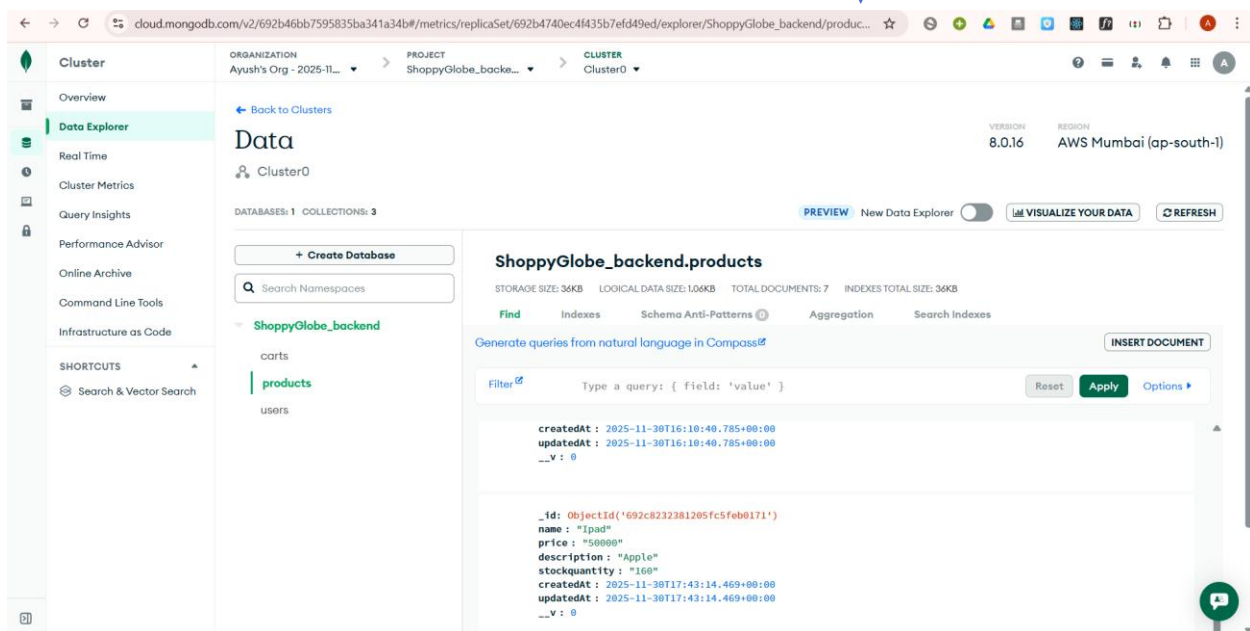 cloud.mongodb.com/v2/692b46bb7595835ba341a34b#/metrics/replicaSet/692b4740ec4f435b7efd49ed/explorer/ShoppyGlobe_backend/produc...
Cluster
ORGANIZATION
Ayush's Org - 2025-11...
PROJECT
ShoppyGlobe_backe...
CLUSTER
Cluster0
A
Overview
Data Explorer
Real Time
Cluster Metrics
Query Insights
Performance Advisor
Online Archive
Command Line Tools
Infrastructure as Code
SHORTCUTS
Search & Vector Search
Back to Clusters
Data
Cluster0
VERSION
8.0.16
REGION
AWS Mumbai (ap-south-1)
DATABASES: 1 COLLECTIONS: 3
PREVIEW New Data Explorer
VISUALIZE YOUR DATA
REFRESH
+ Create Database
Search Namespaces
ShoppyGlobe_backend
carts
products
users
ShoppyGlobe_backend.products
STORAGE SIZE: 36KB LOGICAL DATA SIZE: 1.06KB TOTAL DOCUMENTS: 7 INDEXES TOTAL SIZE: 36KB
Find Indexes Schema Anti-Patterns 0 Aggregation Search Indexes
Generate queries from natural language in Compass
INSERT DOCUMENT
Filter
Type a query: { field: 'value' }
Reset
Apply
Options
createdAt : 2025-11-30T16:10:40.785+00:00
updatedAt : 2025-11-30T16:10:40.785+00:00
__v : 0
_id: ObjectId('692c8232381205fc5feb0171')
name : "Ipad"
price : "50000"
description : "Apple"
stockquantity : "160"
createdAt : 2025-11-30T17:43:14.469+00:00
updatedAt : 2025-11-30T17:43:14.469+00:00
__v : 0